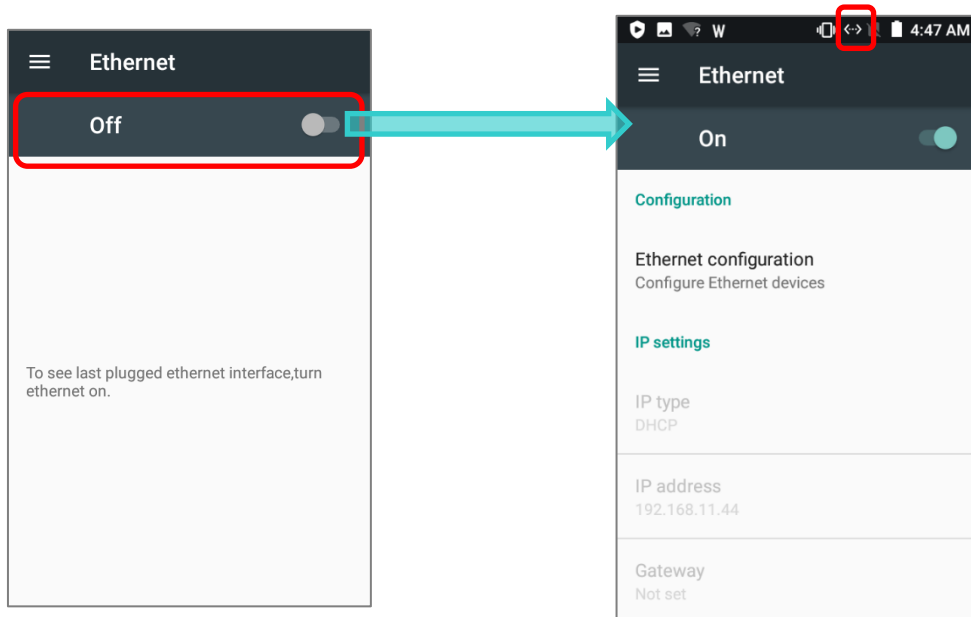 Ethernet
Off
To see last plugged ethernet interface,turn
ethernet on.
? W 4:47 AM
Ethernet
On
Configuration
Ethernet configuration
Configure Ethernet devices
IP settings
IP type
DHCP
IP address
192.168.11.44
Gateway
Not set